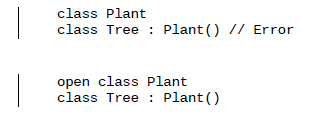 class Plant
class Tree : Plant() // Error
open class Plant
class Tree : Plant()